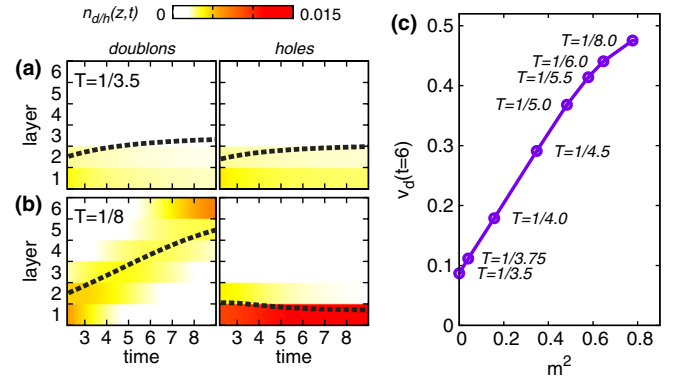 n_{d/h}(z,t) 0 0.015
doublons holes
(a) T=1/3.5
layer
6
5
4
3
2
1
(b) T=1/8
layer
6
5
4
3
2
1
3 4 5 6 7 8 3 4 5 6 7 8
time time
(c)
v_d(t=6)
0.5
0.4
0.3
0.2
0.1
0
T=1/8.0
T=1/6.0
T=1/5.5
T=1/5.0
T=1/4.5
T=1/4.0
T=1/3.75
T=1/3.5
0 0.2 0.4 0.6 0.8
m²